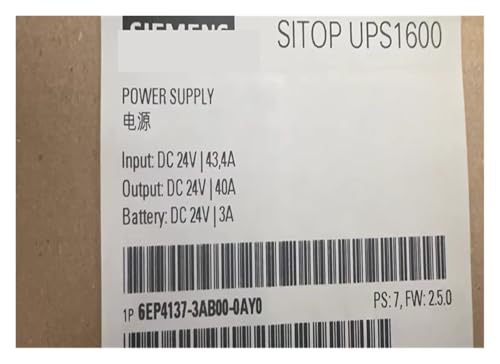 SIEMENS
SITOP UPS1600
POWER SUPPLY
电源
Input: DC 24V | 43,4A
Output: DC 24V | 40A
Battery: DC 24V | 3A
1P 6EP4137-3AB00-0AY0
PS: 7, FW: 2.5.0